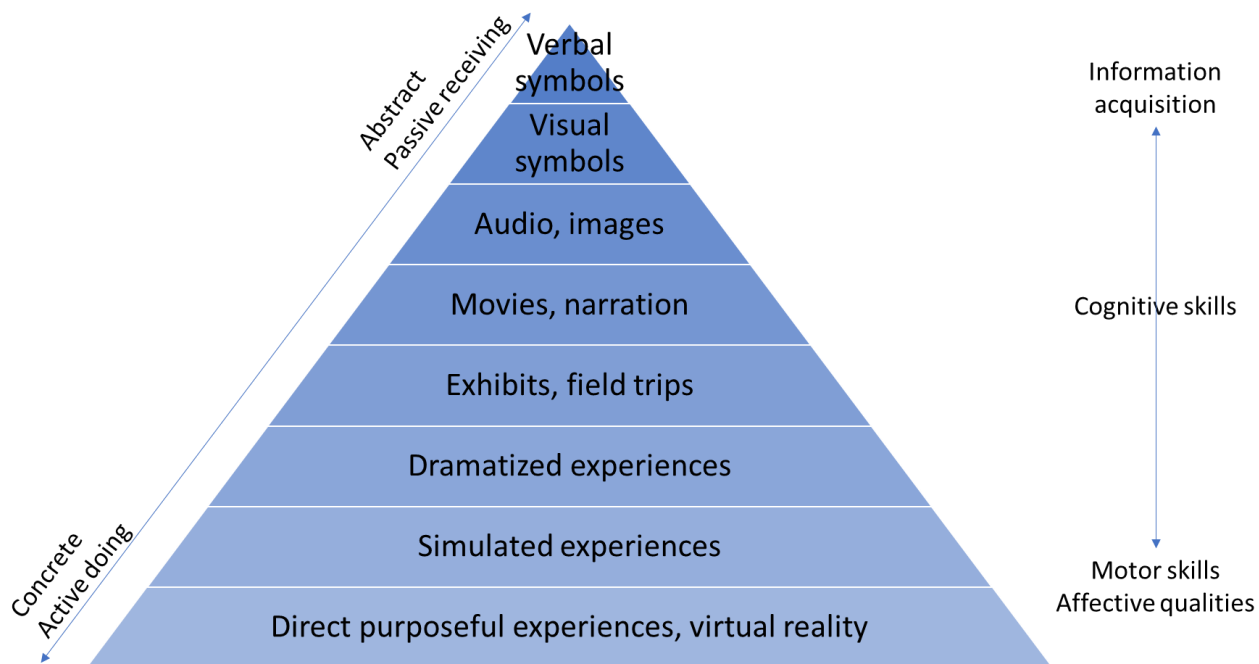 Verbal
symbols
Visual
symbols
Audio, images
Movies, narration
Exhibits, field trips
Dramatized experiences
Simulated experiences
Direct purposeful experiences, virtual reality
Abstract
Passive receiving
Concrete
Active doing
Information
acquisition
Cognitive skills
Motor skills
Affective qualities